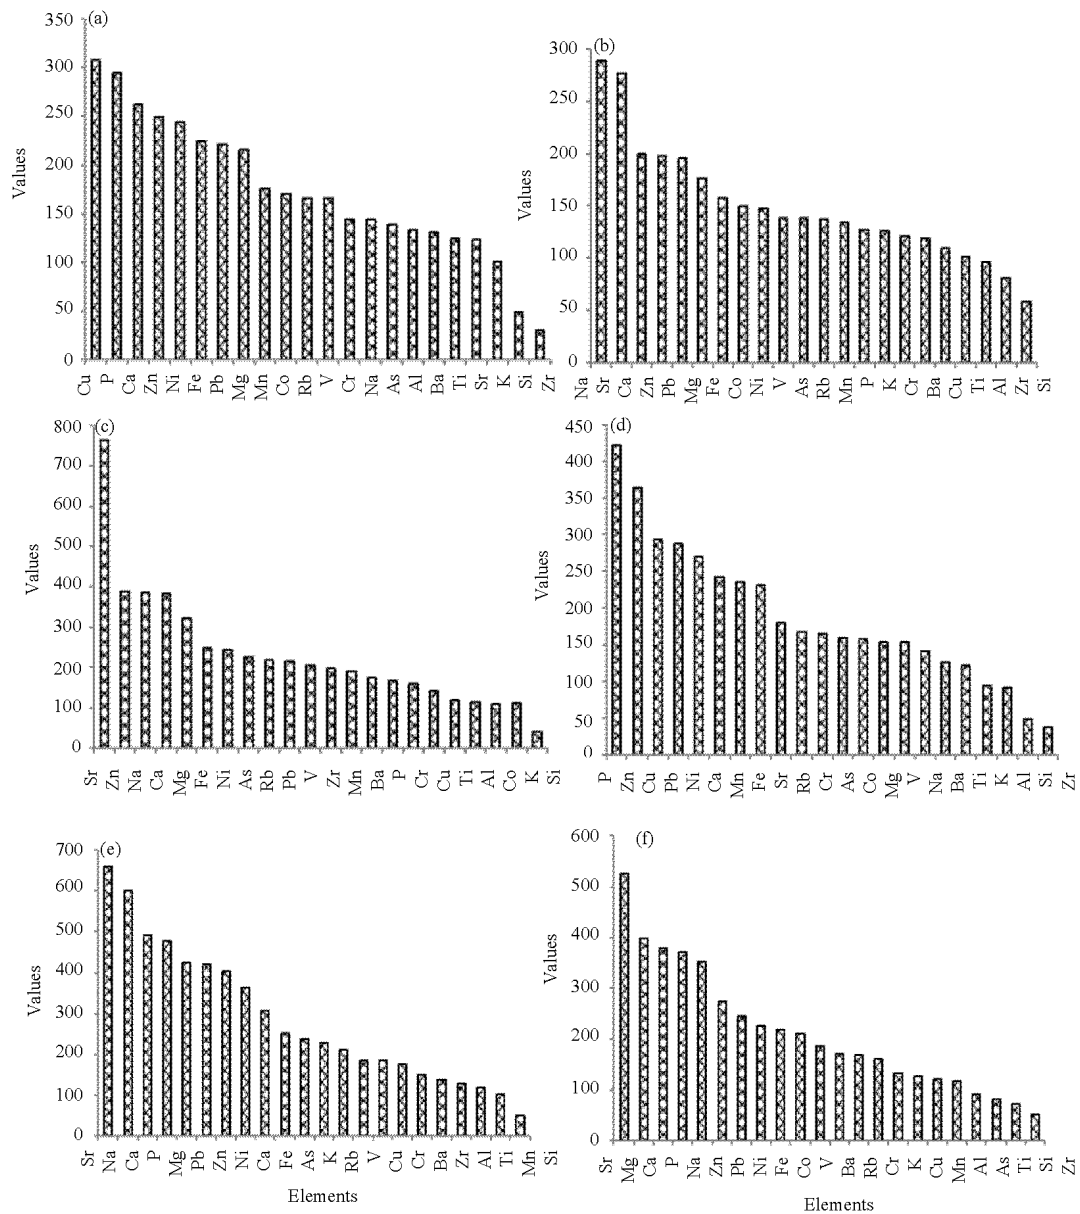 (a)
350
300
250
200
150
100
50
0
Values
Cu P Ca Zn Ni Fe Pb Mg Mn Co Rb V Cr Na As Al Ba Ti Sr K Si Zr
(b)
300
250
200
150
100
50
0
Values
Na Sr Ca Zn Pb Mg Fe Co Ni V As Rb Mn P K Cr Ba Cu Ti Al Zr Si
(c)
800
700
600
500
400
300
200
100
0
Values
Sr Zn Na Ca Mg Fe Ni As Rb Pb V Zr Mn Ba P Cr Cu Ti Al Co K Si
(d)
450
400
350
300
250
200
150
100
50
0
Values
P Zn Cu Pb Ni Ca Mn Fe Sr Rb Cr As Co Mg V Na Ba Ti K Al Si Zr
(e)
700
600
500
400
300
200
100
0
Values
Sr Na Ca P Mg Pb Zn Ni Ca Fe As K Rb V Cu Cr Ba Zr Al Ti Mn Si
Elements
(f)
600
500
400
300
200
100
0
Values
Sr Mg Ca P Na Zn Pb Ni Fe Co V Ba Rb Cr K Cu Mn Al As Ti Si Zr
Elements